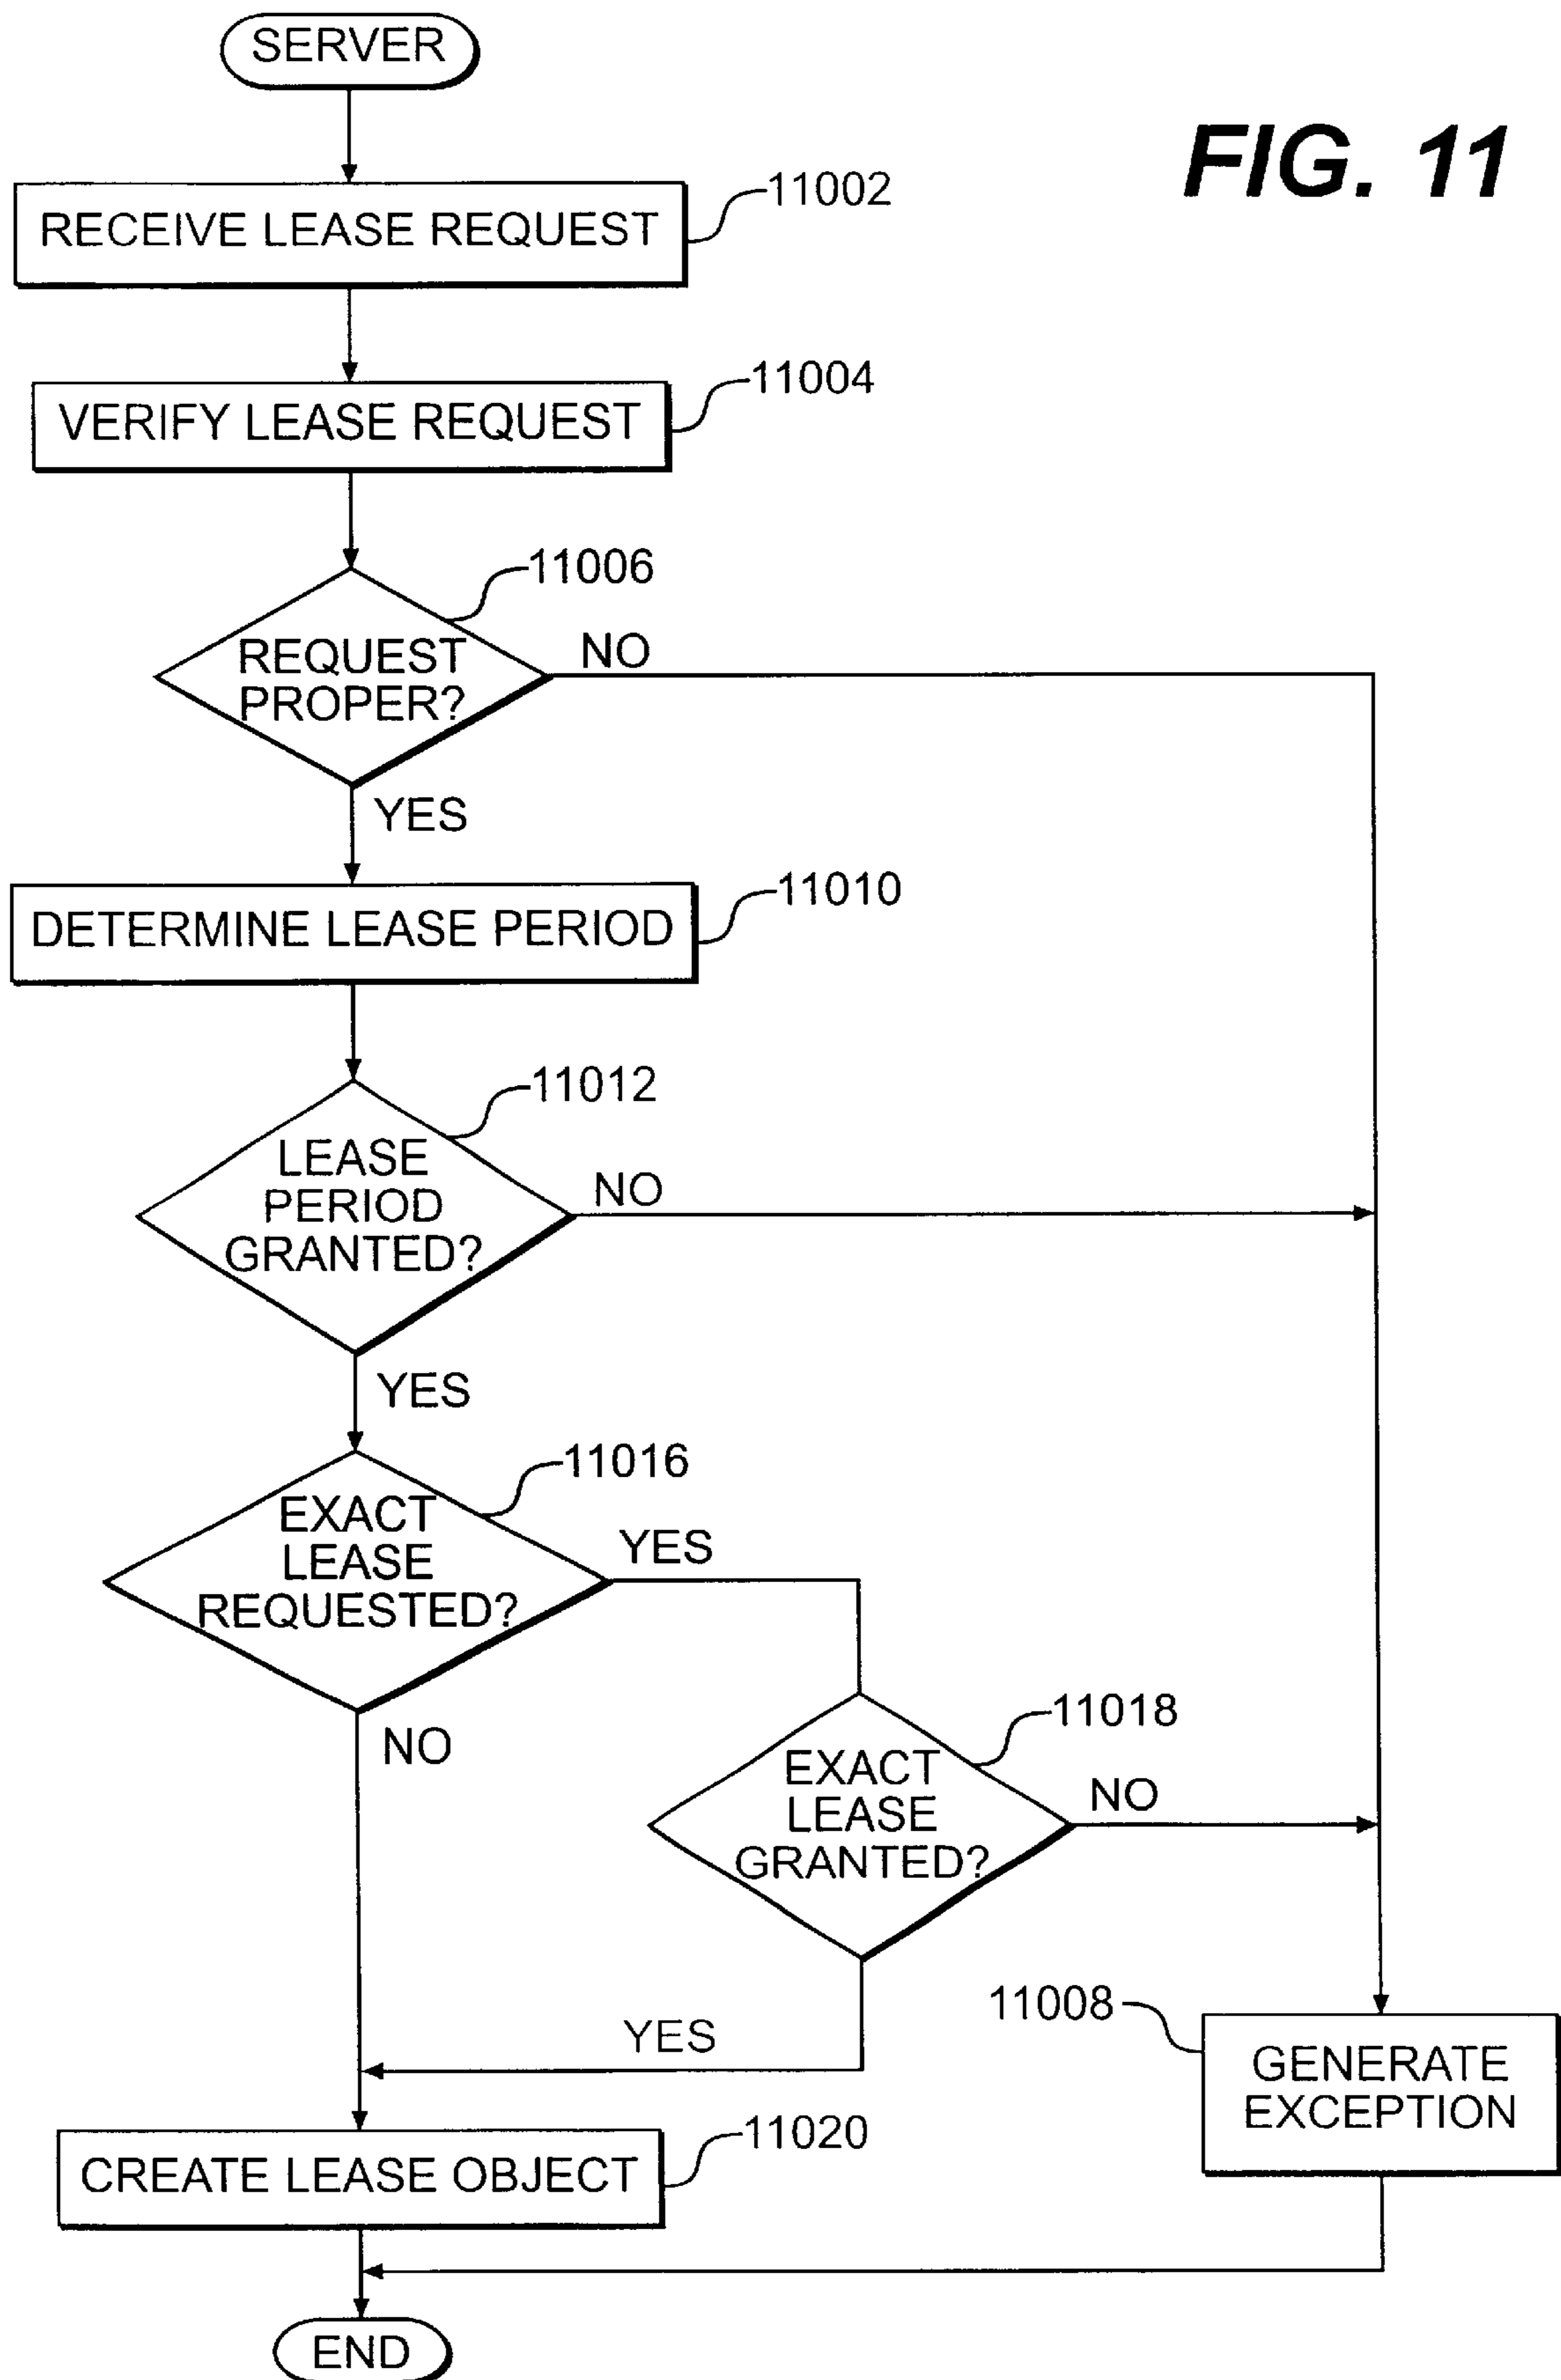 SERVER
FIG. 11
11002
RECEIVE LEASE REQUEST
11004
VERIFY LEASE REQUEST
11006
REQUEST
PROPER?
NO
YES
11010
DETERMINE LEASE PERIOD
11012
LEASE
PERIOD
GRANTED?
NO
YES
11016
EXACT
LEASE
REQUESTED?
YES
NO
11018
EXACT
LEASE
GRANTED?
NO
YES
11008
GENERATE
EXCEPTION
11020
CREATE LEASE OBJECT
END